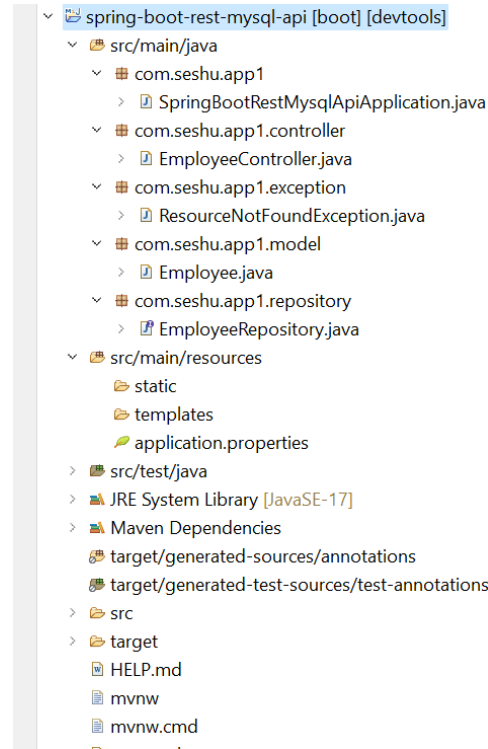 spring-boot-rest-mysql-api [boot] [devtools]
src/main/java
com.seshu.app1
SpringBootRestMysqlApiApplication.java
com.seshu.app1.controller
EmployeeController.java
com.seshu.app1.exception
ResourceNotFoundException.java
com.seshu.app1.model
Employee.java
com.seshu.app1.repository
EmployeeRepository.java
src/main/resources
static
templates
application.properties
src/test/java
JRE System Library [JavaSE-17]
Maven Dependencies
target/generated-sources/annotations
target/generated-test-sources/test-annotations
src
target
HELP.md
mvnw
mvnw.cmd